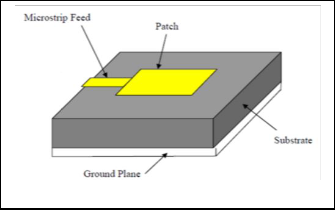 Microstrip Feed
Patch
Substrate
Ground Plane